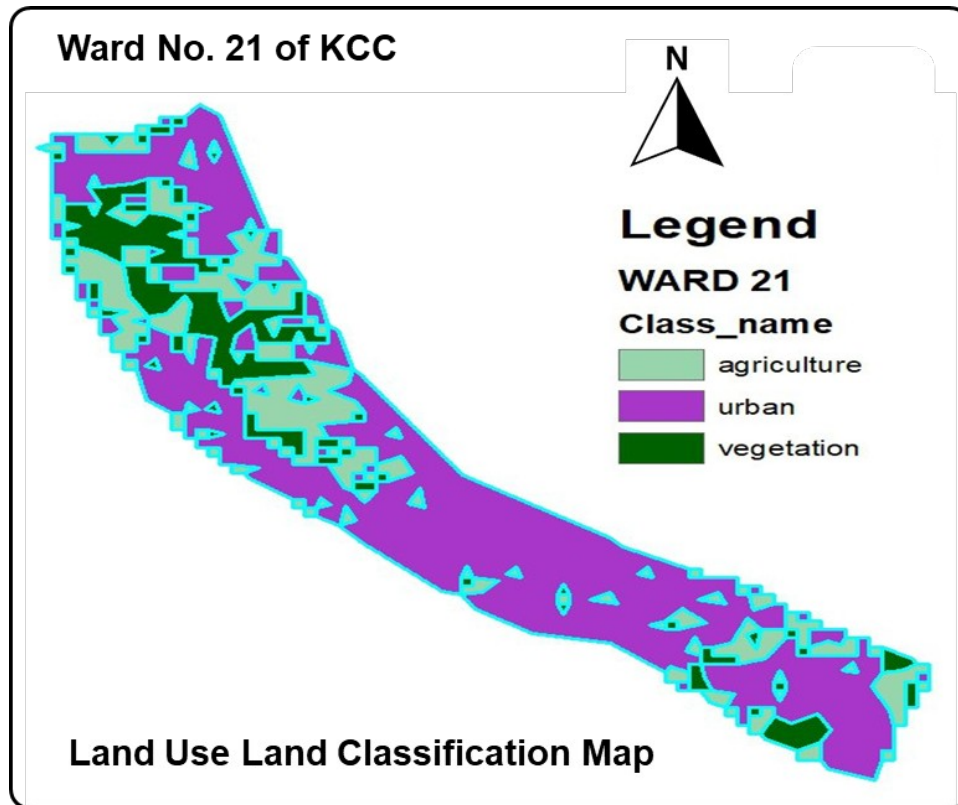 Ward No. 21 of KCC
N
Legend
WARD 21
Class_name
agriculture
urban
vegetation
Land Use Land Classification Map